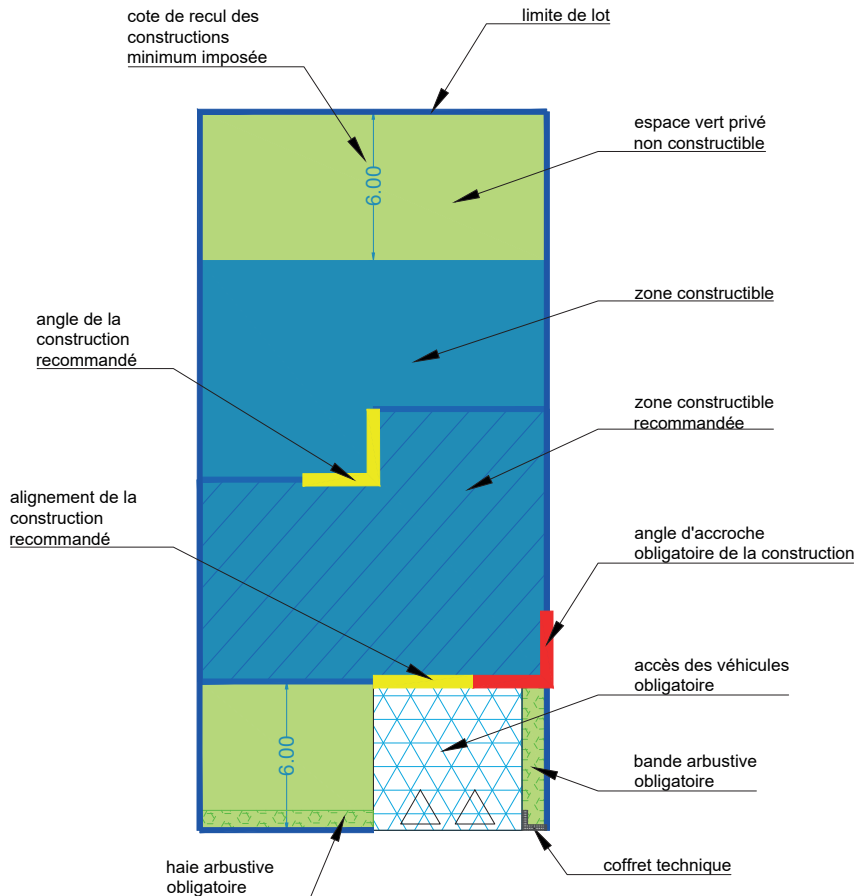 cote de recul des
constructions
minimum imposée
limite de lot
espace vert privé
non constructible
6.00
zone constructible
angle de la
construction
recommandé
zone constructible
recommandée
alignement de la
construction
recommandé
angle d'accroche
obligatoire de la construction
accès des véhicules
obligatoire
6.00
bande arbustive
obligatoire
haie arbustive
obligatoire
coffret technique